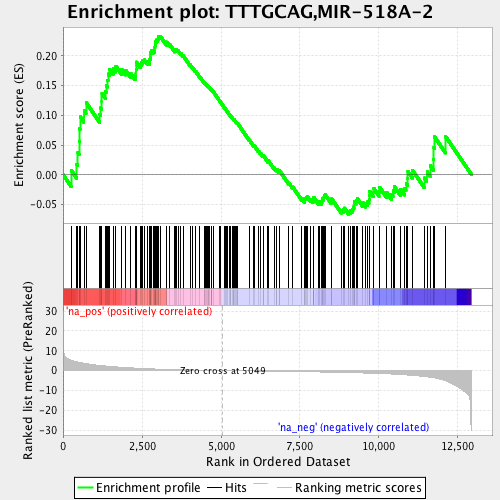 Enrichment plot: TTTGCAG,MIR-518A-2
Enrichment score (ES)
0.20
0.15
0.10
0.05
0.00
-0.05
'na_pos' (positively correlated)
Ranked list metric (PreRanked)
30
20
10
0
-10
-20
-30
Zero cross at 5049
'na_neg' (negatively correlated)
0 2,500 5,000 7,500 10,000 12,500
Rank in Ordered Dataset
Enrichment profile Hits Ranking metric scores